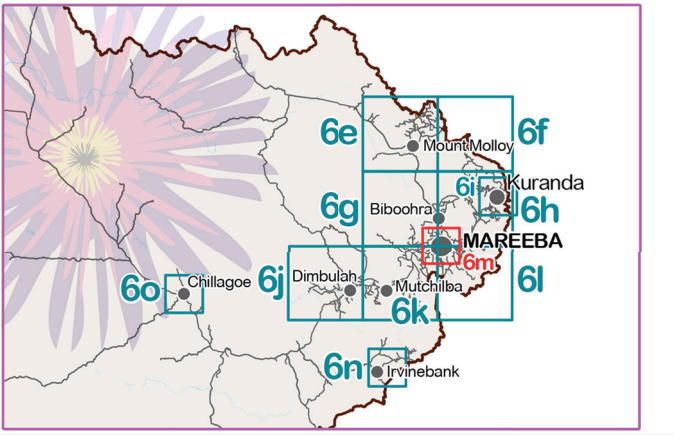 6e
6f
Mount Molloy
6i
Kuranda
6g
Biboohra
6h
MAREEBA
6m
6o
Chillagoe
6j
Dimbulah
Mutchilba
6k
6l
6n
Irvinebank